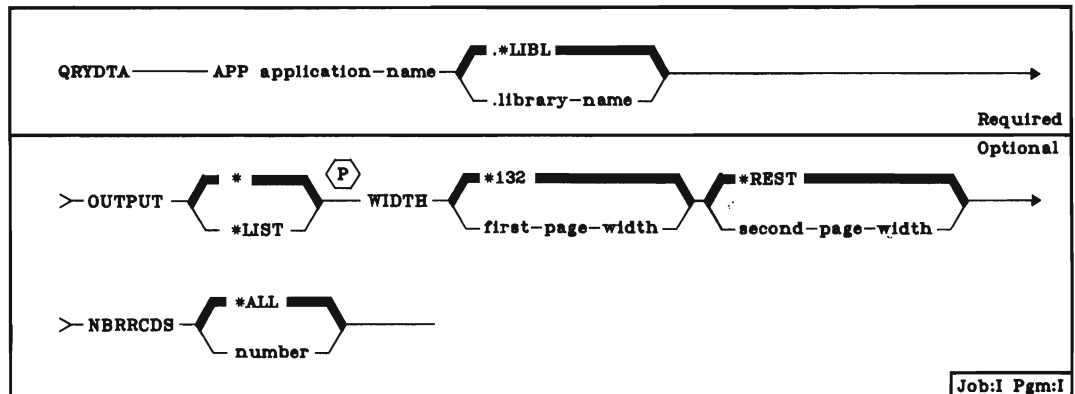 .*LIBL
QRYDTA APP application-name
.library-name
Required
Optional
* P *132 *REST
OUTPUT WIDTH
*LIST first-page-width second-page-width
*ALL
NBRRCDS
number
Job:I Pgm:I